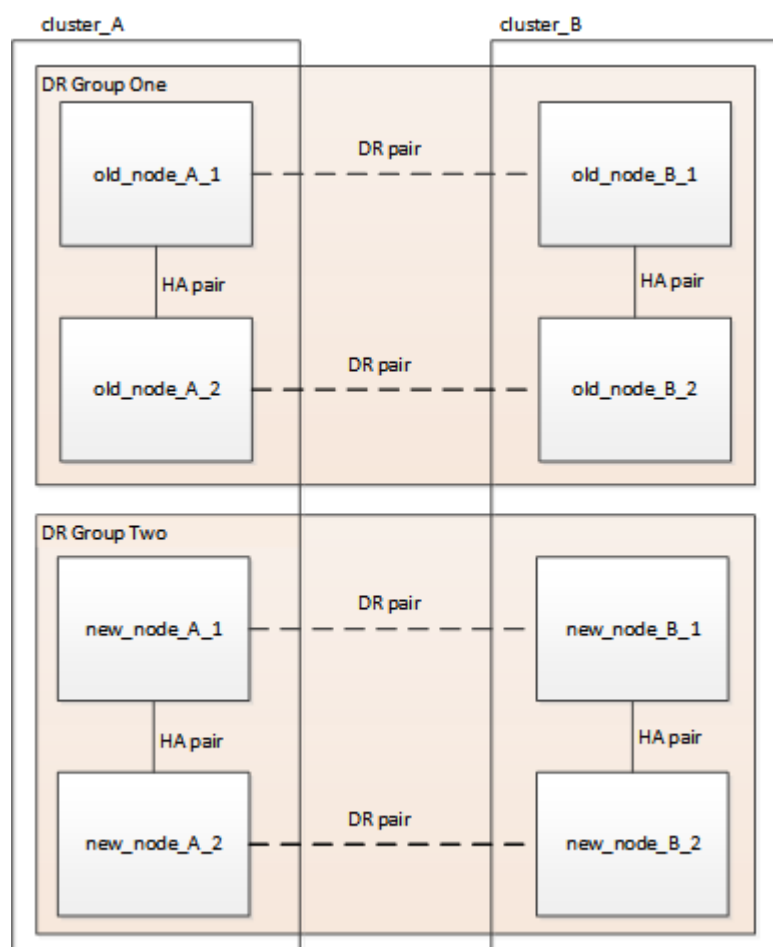 cluster_A
cluster_B
DR Group One
old_node_A_1
DR pair
old_node_B_1
HA pair
HA pair
old_node_A_2
DR pair
old_node_B_2
DR Group Two
new_node_A_1
DR pair
new_node_B_1
HA pair
HA pair
new_node_A_2
DR pair
new_node_B_2